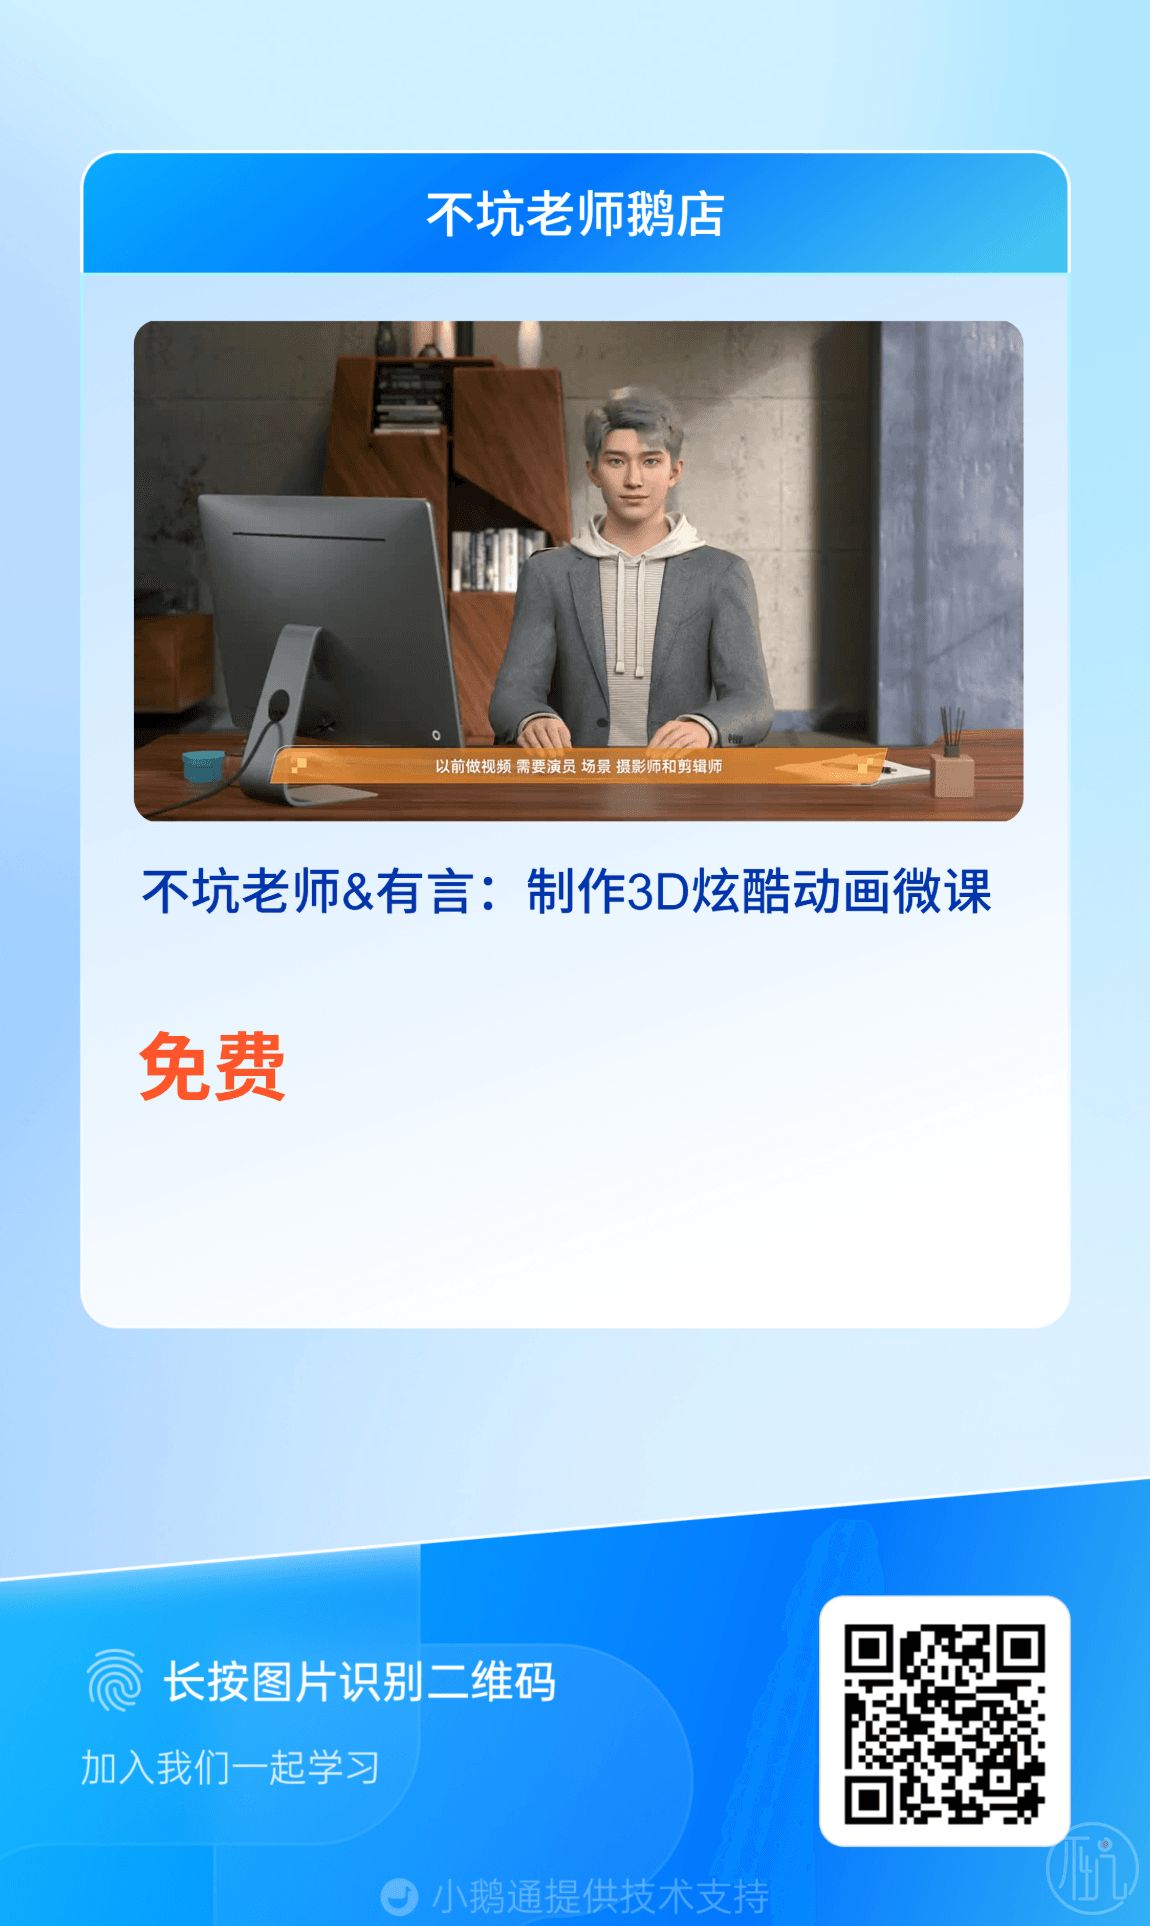 不坑老师鹅店
以前做视频 需要演员 场景 摄影师和剪辑师
不坑老师&有言：制作3D炫酷动画微课
免费
长按图片识别二维码
加入我们一起学习
小鹅通提供技术支持
不坑